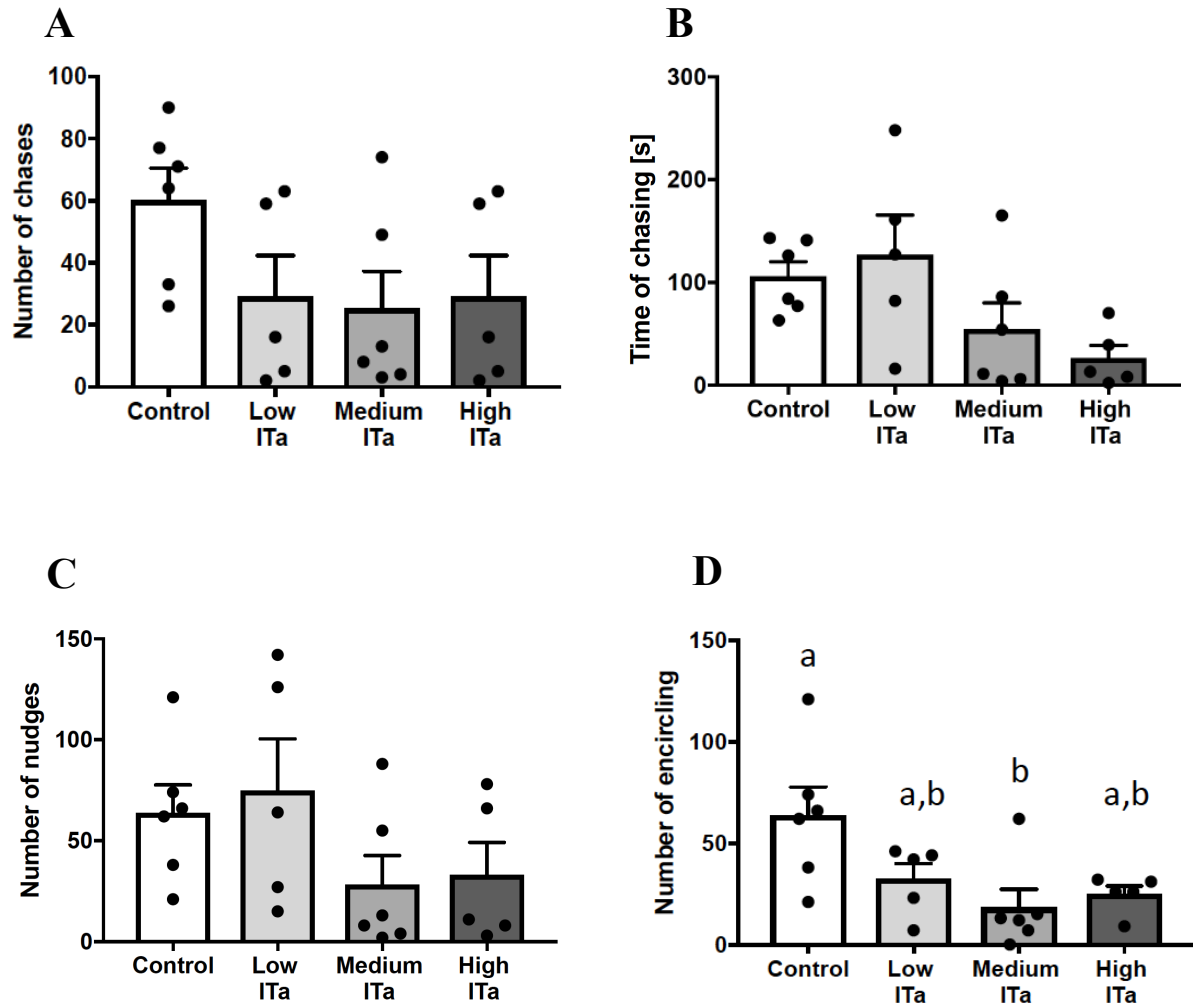 A
Number of chases
100
80
60
40
20
0
Control
Low
ITa
Medium
ITa
High
ITa
B
Time of chasing [s]
300
200
100
0
Control
Low
ITa
Medium
ITa
High
ITa
C
Number of nudges
150
100
50
0
Control
Low
ITa
Medium
ITa
High
ITa
D
Number of encircling
150
100
50
0
a
a,b
b
a,b
Control
Low
ITa
Medium
ITa
High
ITa